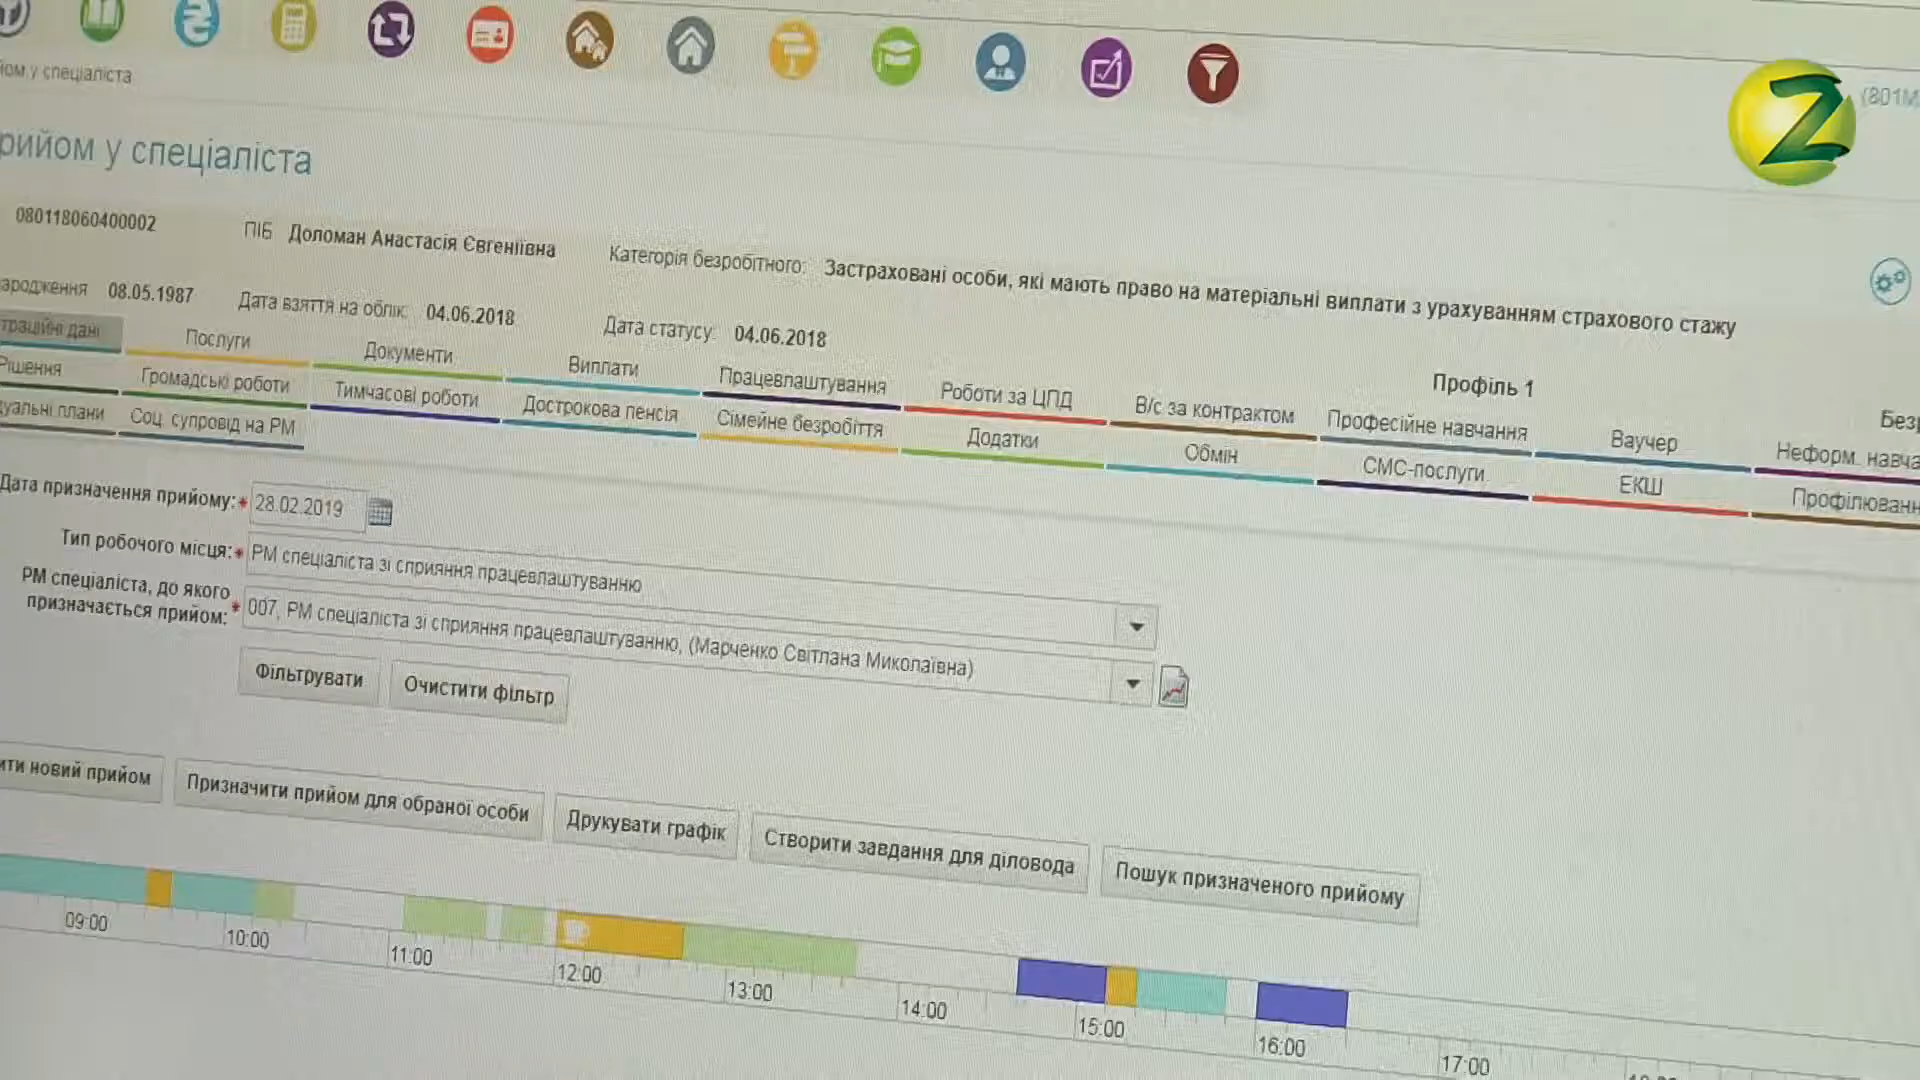 у спеціаліста
(801М
у спеціаліста
080118060400002 ПІБ Доломан Анастасія Євгеніївна Категорія безробітного: Застраховані особи, які мають право на матеріальні виплати з урахуванням страхового стажу
08.05.1987 Дата взяття на облік: 04.06.2018 Дата статусу: 04.06.2018
Профіль 1
дані Послуги Документи Виплати Працевлаштування Роботи за ЦПД В/с за контрактом Професійне навчання Ваучер Неформ.
Рішення Громадські роботи Тимчасові роботи Дострокова пенсія Сімейне безробіття Додатки Обмін СМС-послуги ЕКШ
плани Соц. супровід на РМ
Дата призначення прийому:* 28.02.2019
Тип робочого місця:* РМ спеціаліста зі сприяння працевлаштуванню
РМ спеціаліста, до якого
призначається прийом:* 007, РМ спеціаліста зі сприяння працевлаштуванню, (Марченко Світлана Миколаївна)
Фільтрувати Очистити фільтр
новий прийом Призначити прийом для обраної особи Друкувати графік Створити завдання для діловода Пошук призначеного прийому
09:00 10:00 11:00 12:00 13:00 14:00 15:00 16:00 17:00